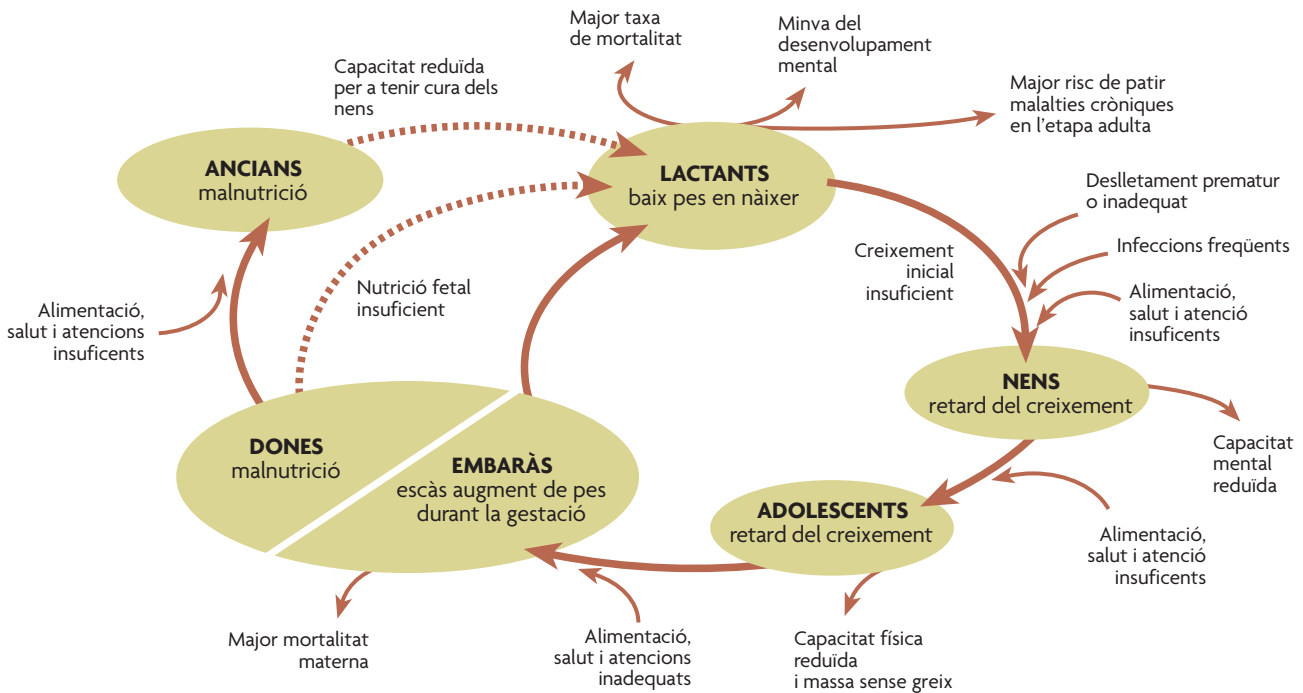 Major taxa
de mortalitat
Minva del
desenvolupament
mental
Capacitat reduïda
per a tenir cura dels
nens
Major risc de patir
malalties cròniques
en l'etapa adulta
ANCIANS
malnutrició
LACTANTS
baix pes en nàixer
Deslletament prematur
o inadequat
Infeccions freqüents
Creixement
inicial
insuficient
Nutrició fetal
insuficient
Alimentació,
salut i atencions
insuficents
Alimentació,
salut i atenció
insuficents
NENS
retard del creixement
DONES
malnutrició
EMBARÀS
escàs augment de pes
durant la gestació
Capacitat
mental
reduïda
ADOLESCENTS
retard del creixement
Alimentació,
salut i atenció
insuficents
Major mortalitat
materna
Alimentació,
salut i atencions
inadequats
Capacitat física
reduïda
i massa sense greix